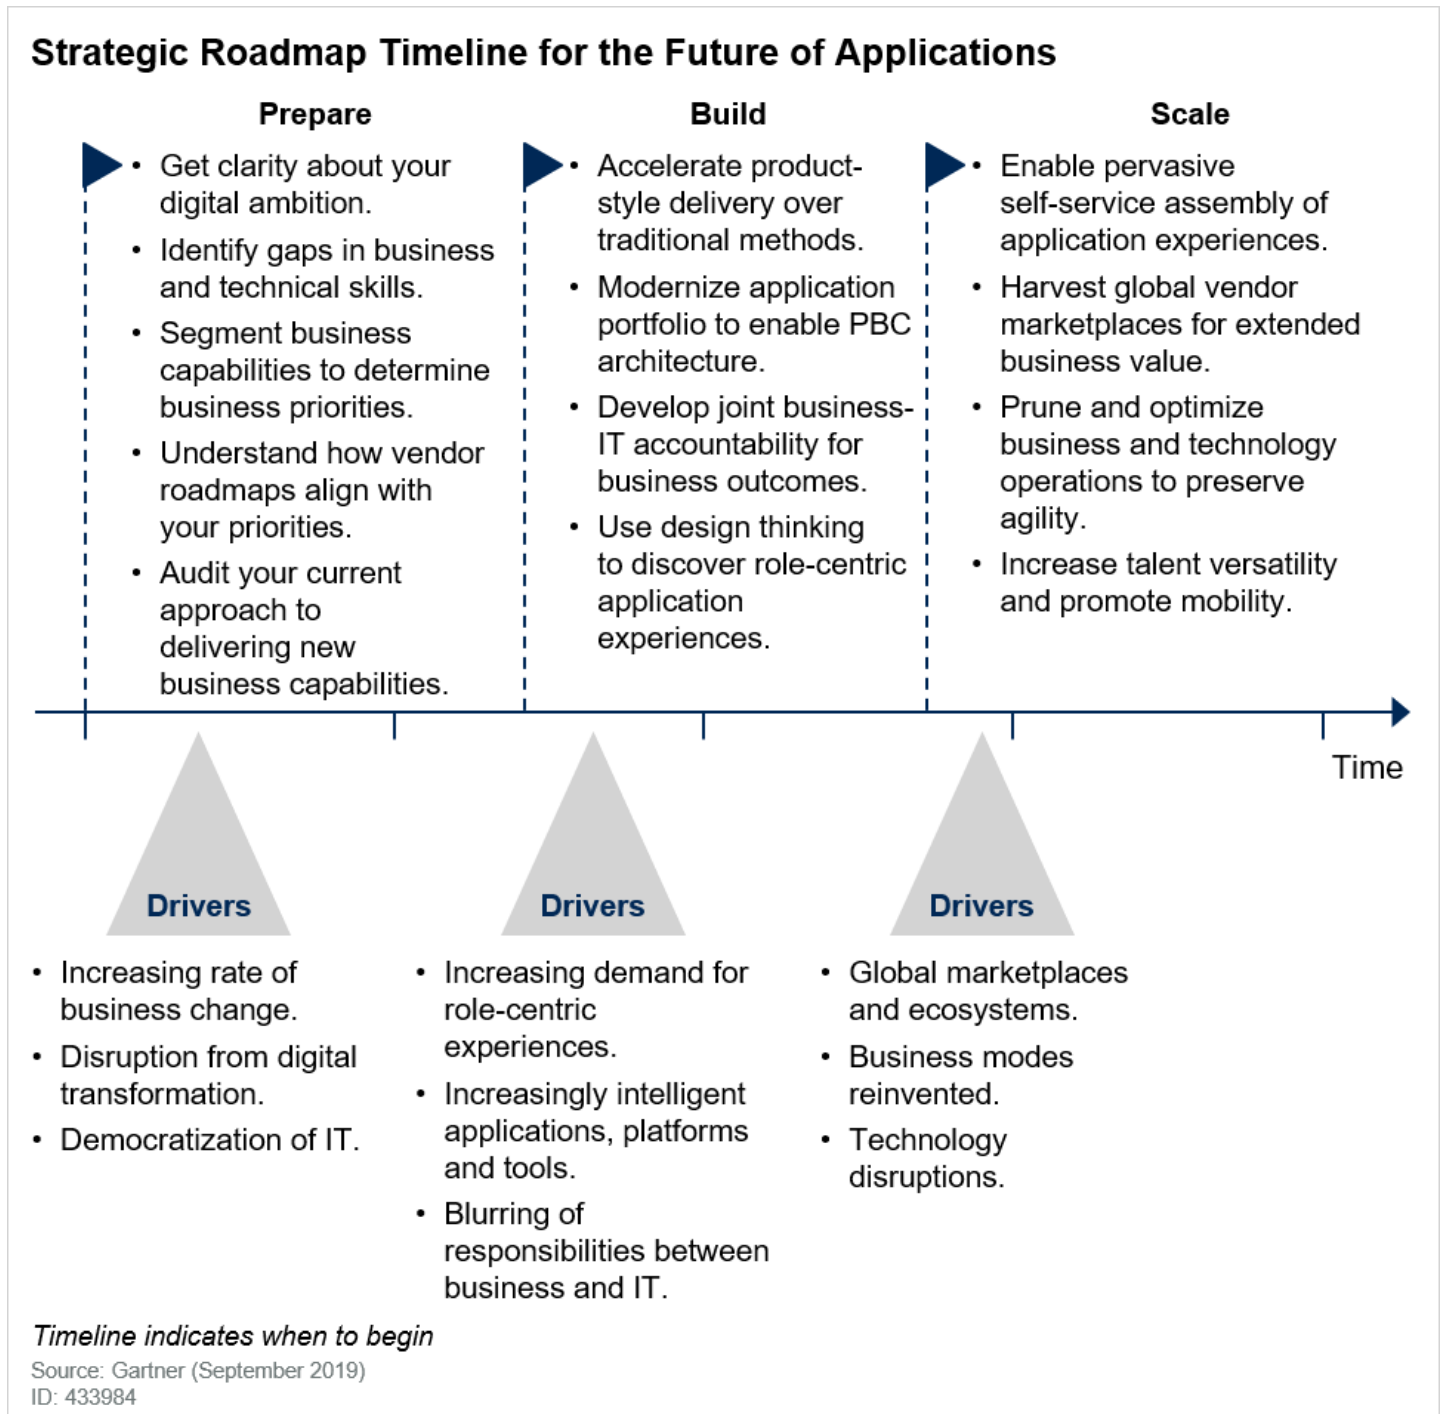 Strategic Roadmap Timeline for the Future of Applications
Prepare
• Get clarity about your
digital ambition.
• Identify gaps in business
and technical skills.
• Segment business
capabilities to determine
business priorities.
• Understand how vendor
roadmaps align with
your priorities.
• Audit your current
approach to
delivering new
business capabilities.
Build
• Accelerate product-
style delivery over
traditional methods.
• Modernize application
portfolio to enable PBC
architecture.
• Develop joint business-
IT accountability for
business outcomes.
• Use design thinking
to discover role-centric
application
experiences.
Scale
• Enable pervasive
self-service assembly of
application experiences.
• Harvest global vendor
marketplaces for extended
business value.
• Prune and optimize
business and technology
operations to preserve
agility.
• Increase talent versatility
and promote mobility.
Time
Drivers
• Increasing rate of
business change.
• Disruption from digital
transformation.
• Democratization of IT.
Drivers
• Increasing demand for
role-centric
experiences.
• Increasingly intelligent
applications, platforms
and tools.
• Blurring of
responsibilities between
business and IT.
Drivers
• Global marketplaces
and ecosystems.
• Business modes
reinvented.
• Technology
disruptions.
Timeline indicates when to begin
Source: Gartner (September 2019)
ID: 433984